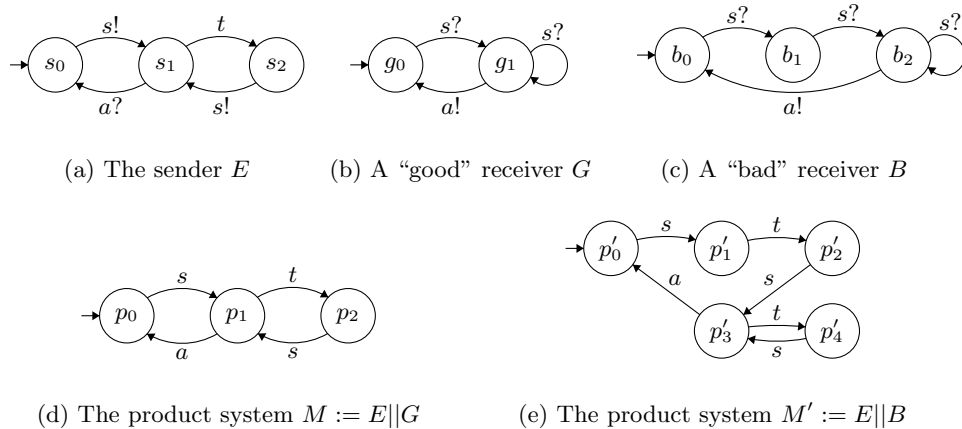 s! t s? s? s? s? s?
s₀ s₁ s₂ g₀ g₁ b₀ b₁ b₂
a? s! a! a!
(a) The sender E (b) A “good” receiver G (c) A “bad” receiver B
s t
p′₀ p′₁ p′₂
s t a s
p₀ p₁ p₂ p′₃ t p′₄
a s s
(d) The product system M := E||G (e) The product system M′ := E||B